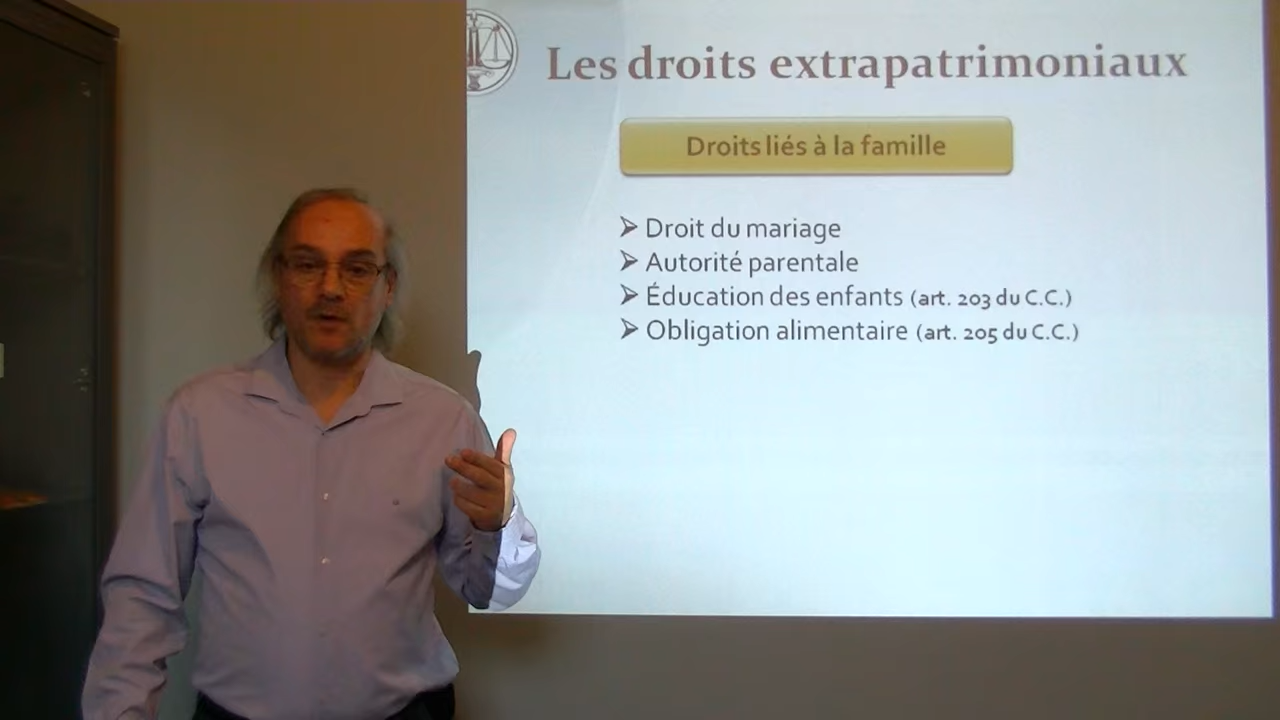 Les droits extrapatrimoniaux
Droits liés à la famille
➢ Droit du mariage
➢ Autorité parentale
➢ Éducation des enfants (art. 203 du C.C.)
➢ Obligation alimentaire (art. 205 du C.C.)